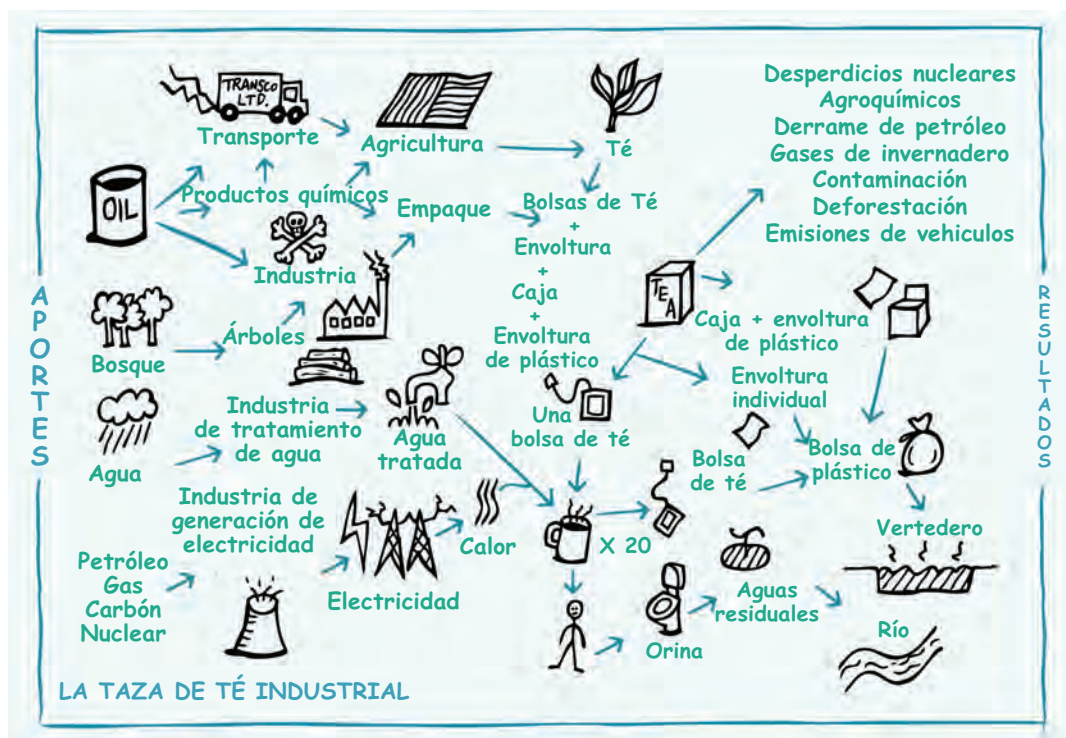 TRANSCO
LTD.
Transporte
Agricultura
Té
Desperdicios nucleares
Agroquímicos
Derrame de petróleo
Gases de invernadero
Contaminación
Deforestación
Emisiones de vehiculos
OIL
Productos químicos
Empaque
Bolsas de Té
+
Envoltura
+
Caja
+
Envoltura
de plástico
Industria
TEA
Caja + envoltura
de plástico
Bosque
Árboles
Envoltura
individual
Una
bolsa de té
Agua
Industria
de tratamiento
de agua
Agua
tratada
Bolsa
de té
Bolsa de
plástico
Industria de
generación de
electricidad
Calor
X 20
Vertedero
Petróleo
Gas
Carbón
Nuclear
Electricidad
Aguas
residuales
Orina
Río
APORTES
RESULTADOS
LA TAZA DE TÉ INDUSTRIAL